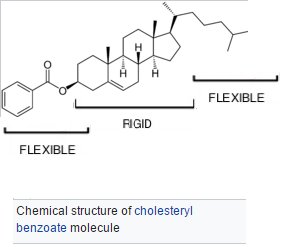 O
O
H
H
H
H
FLEXIBLE
RIGID
FLEXIBLE
Chemical structure of cholesteryl
benzoate molecule